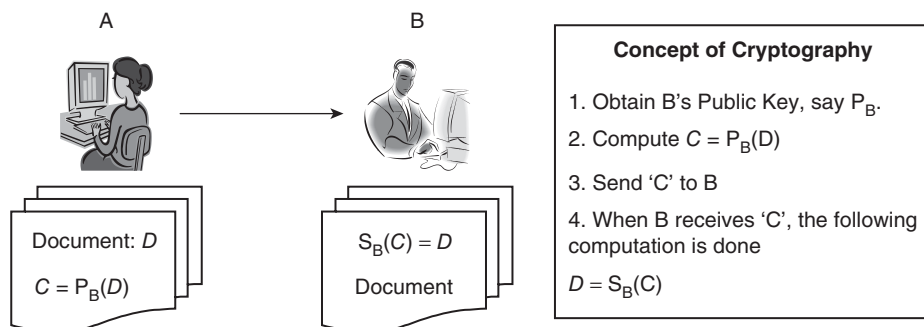 A
B
Document: D
C = P_B(D)
S_B(C) = D
Document
Concept of Cryptography
1. Obtain B's Public Key, say P_B.
2. Compute C = P_B(D)
3. Send 'C' to B
4. When B receives 'C', the following
computation is done
D = S_B(C)